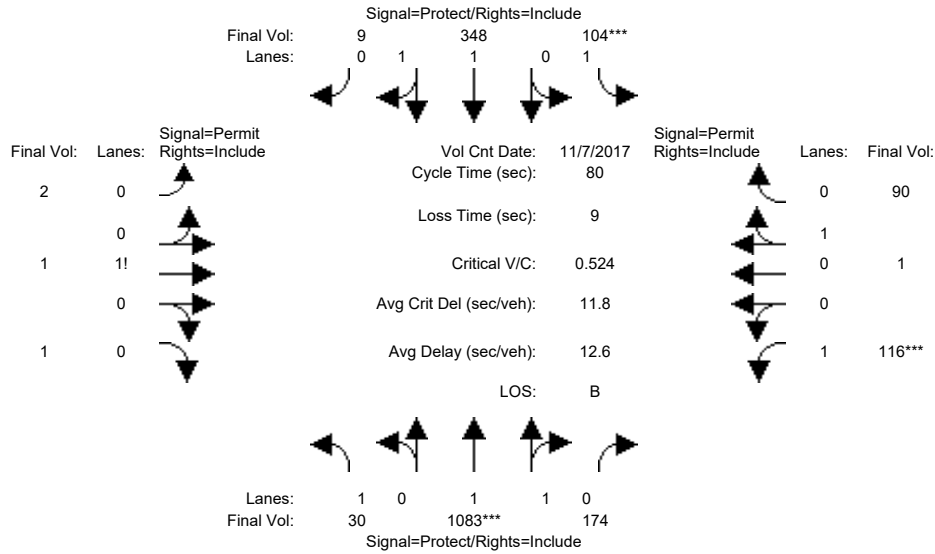 Signal=Protect/Rights=Include
Final Vol: 9 348 104***
Lanes: 0 1 1 0 1
Signal=Permit Signal=Permit
Final Vol: Lanes: Rights=Include Vol Cnt Date: 11/7/2017 Rights=Include Lanes: Final Vol:
Cycle Time (sec): 80
2 0 0 90
Loss Time (sec): 9
0 1
1 1! Critical V/C: 0.524 0 1
0 Avg Crit Del (sec/veh): 11.8 0
1 0 Avg Delay (sec/veh): 12.6 1 116***
LOS: B
Lanes: 1 0 1 1 0
Final Vol: 30 1083*** 174
Signal=Protect/Rights=Include